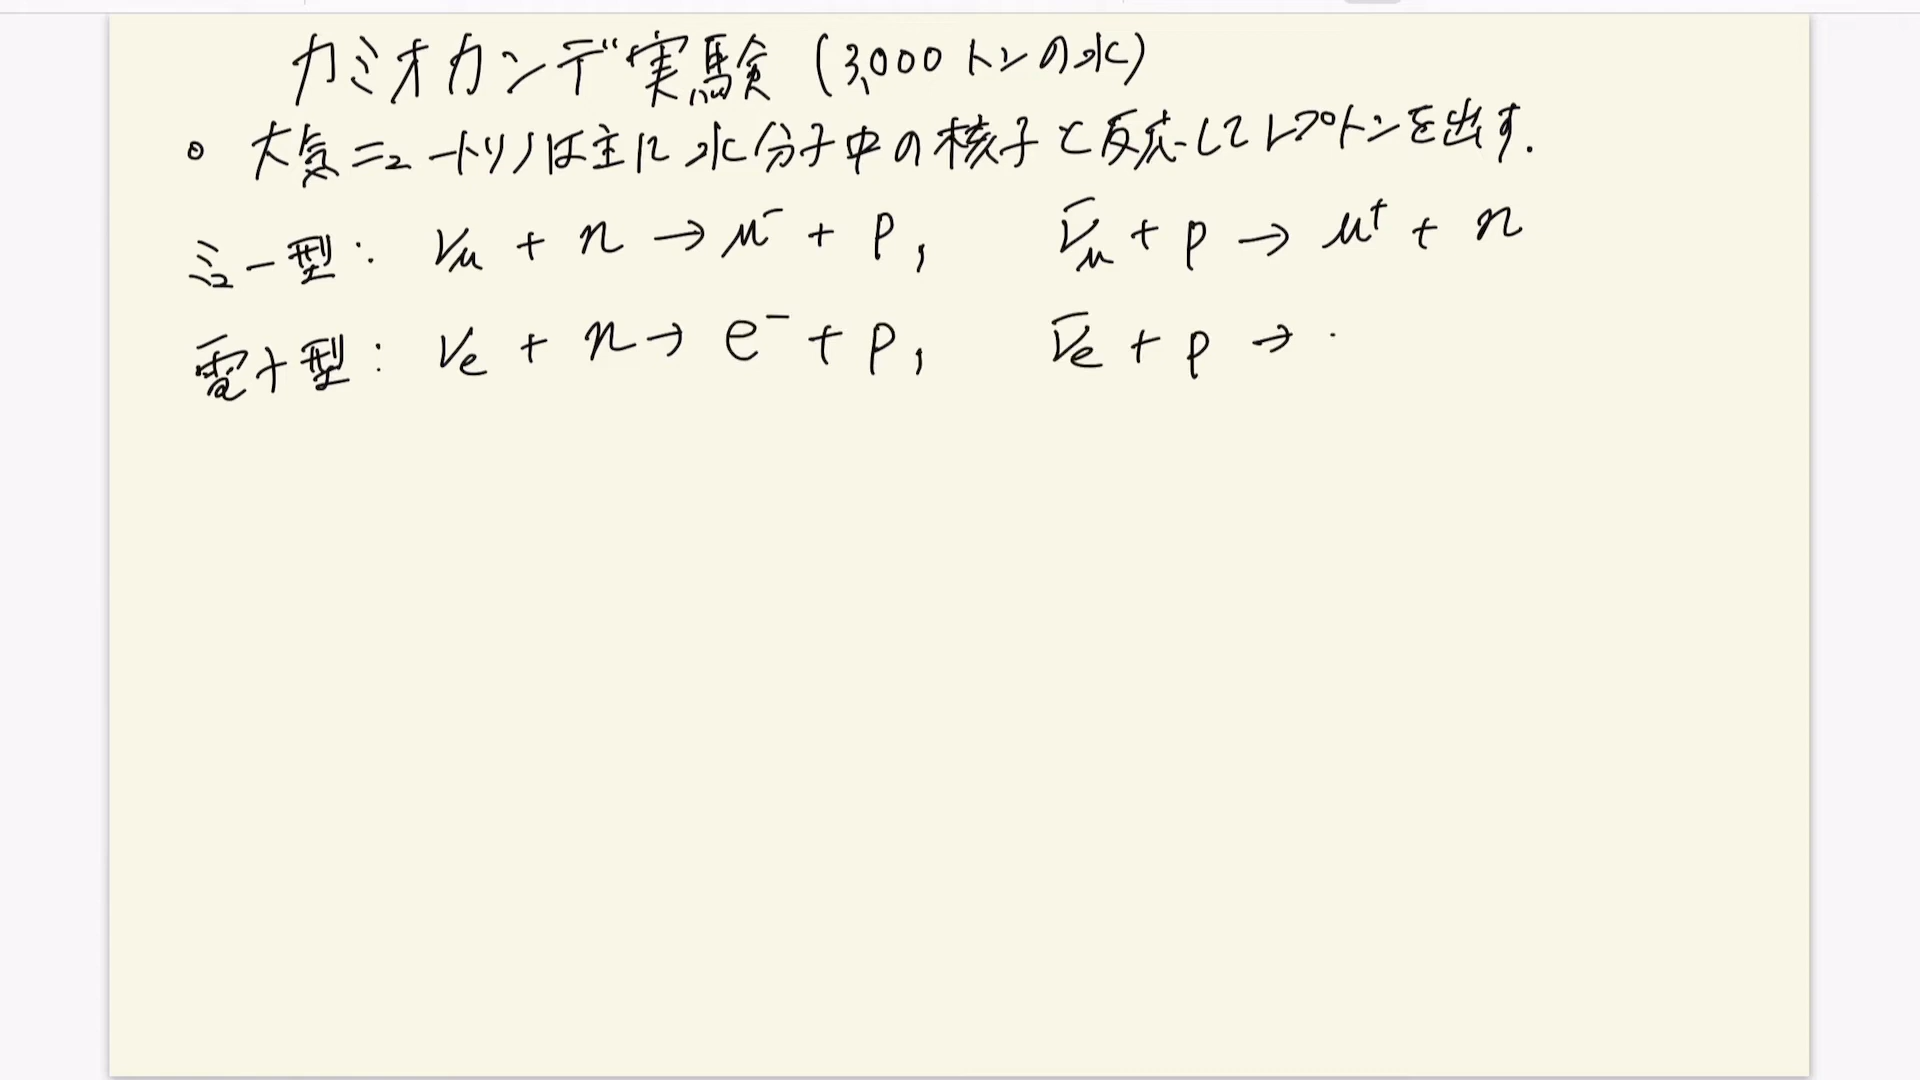 カミオカンデ実験 (3,000トンの水)
○ 大気ニュートリノは主に水分子中の核子と反応してレプトンを出す.
ミュー型: νμ + n → μ⁻ + p, ν̄μ + p → μ⁺ + n
電子型: νe + n → e⁻ + p, ν̄e + p →